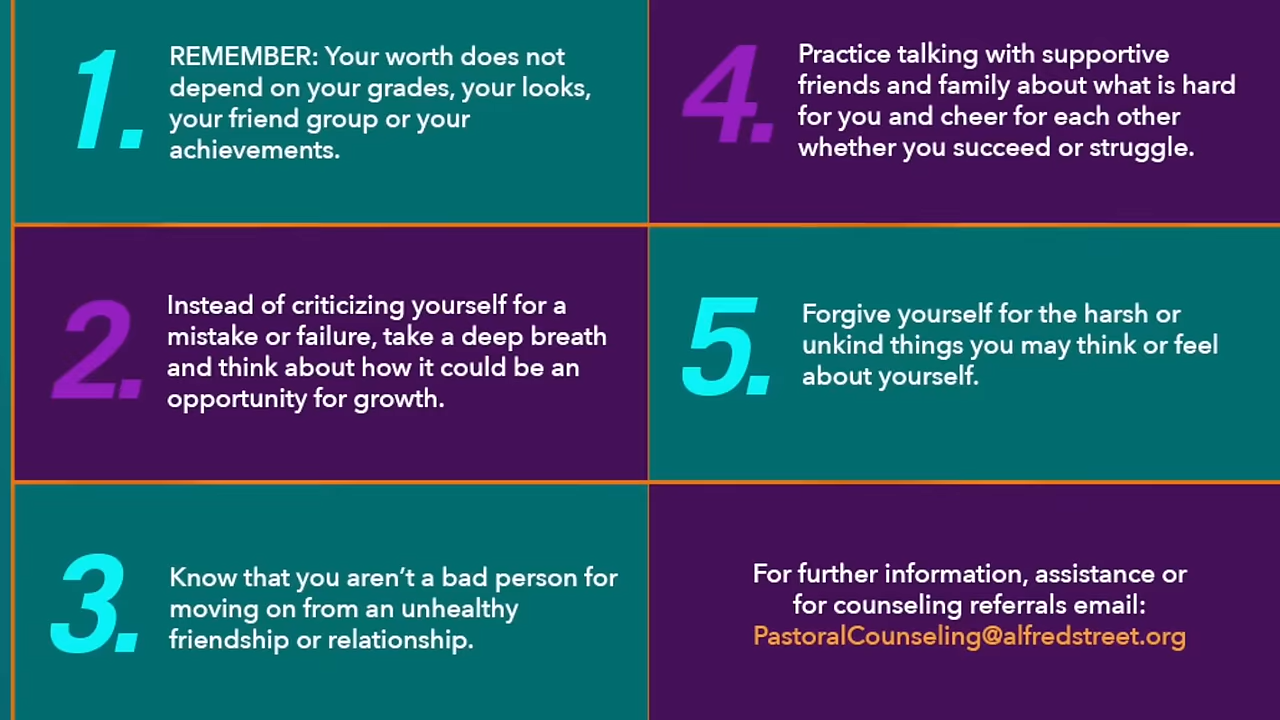 1. REMEMBER: Your worth does not
depend on your grades, your looks,
your friend group or your
achievements.
2. Instead of criticizing yourself for a
mistake or failure, take a deep breath
and think about how it could be an
opportunity for growth.
3. Know that you aren't a bad person for
moving on from an unhealthy
friendship or relationship.
4. Practice talking with supportive
friends and family about what is hard
for you and cheer for each other
whether you succeed or struggle.
5. Forgive yourself for the harsh or
unkind things you may think or feel
about yourself.
For further information, assistance or
for counseling referrals email:
PastoralCounseling@alfredstreet.org